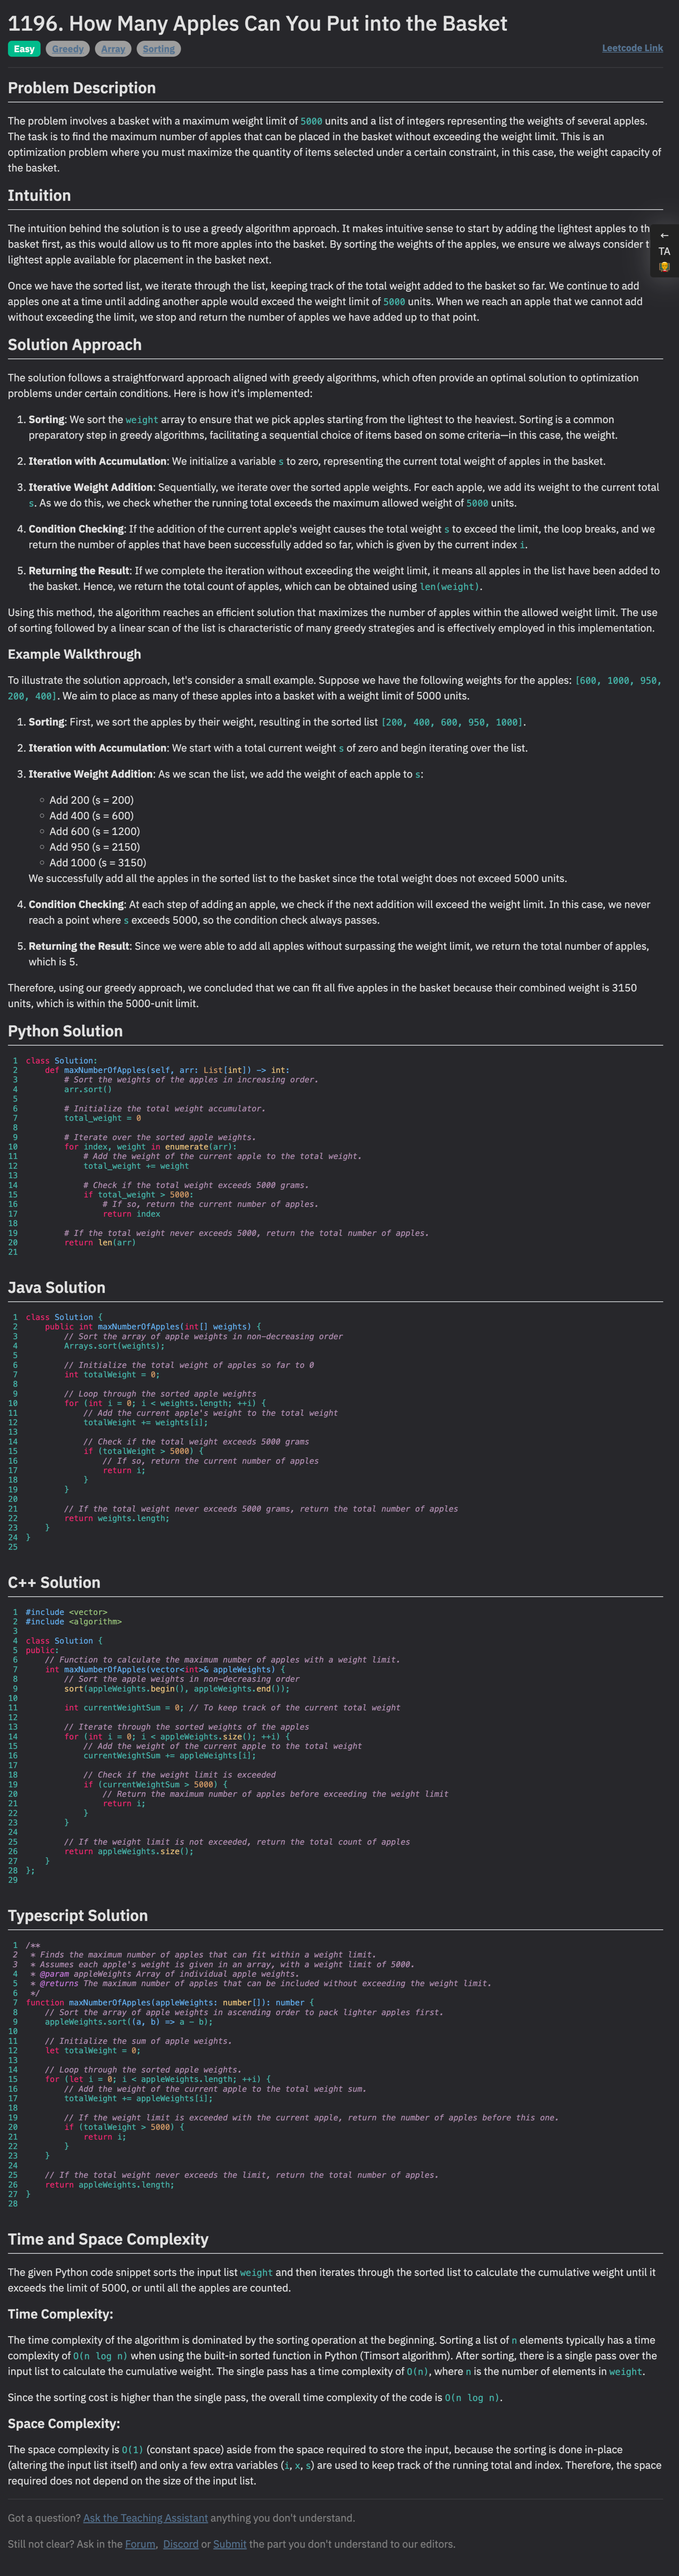 1196. How Many Apples Can You Put into the Basket
Easy Greedy Array Sorting Leetcode Link
Problem Description
The problem involves a basket with a maximum weight limit of 5000 units and a list of integers representing the weights of several apples.
The task is to find the maximum number of apples that can be placed in the basket without exceeding the weight limit. This is an
optimization problem where you must maximize the quantity of items selected under a certain constraint, in this case, the weight capacity of
the basket.
Intuition
The intuition behind the solution is to use a greedy algorithm approach. It makes intuitive sense to start by adding the lightest apples to th
basket first, as this would allow us to fit more apples into the basket. By sorting the weights of the apples, we ensure we always consider t
lightest apple available for placement in the basket next.
←
TA
Once we have the sorted list, we iterate through the list, keeping track of the total weight added to the basket so far. We continue to add
apples one at a time until adding another apple would exceed the weight limit of 5000 units. When we reach an apple that we cannot add
without exceeding the limit, we stop and return the number of apples we have added up to that point.
Solution Approach
The solution follows a straightforward approach aligned with greedy algorithms, which often provide an optimal solution to optimization
problems under certain conditions. Here is how it's implemented:
1. Sorting: We sort the weight array to ensure that we pick apples starting from the lightest to the heaviest. Sorting is a common
preparatory step in greedy algorithms, facilitating a sequential choice of items based on some criteria—in this case, the weight.
2. Iteration with Accumulation: We initialize a variable s to zero, representing the current total weight of apples in the basket.
3. Iterative Weight Addition: Sequentially, we iterate over the sorted apple weights. For each apple, we add its weight to the current total
s. As we do this, we check whether the running total exceeds the maximum allowed weight of 5000 units.
4. Condition Checking: If the addition of the current apple's weight causes the total weight s to exceed the limit, the loop breaks, and we
return the number of apples that have been successfully added so far, which is given by the current index i.
5. Returning the Result: If we complete the iteration without exceeding the weight limit, it means all apples in the list have been added to
the basket. Hence, we return the total count of apples, which can be obtained using len(weight).
Using this method, the algorithm reaches an efficient solution that maximizes the number of apples within the allowed weight limit. The use
of sorting followed by a linear scan of the list is characteristic of many greedy strategies and is effectively employed in this implementation.
Example Walkthrough
To illustrate the solution approach, let's consider a small example. Suppose we have the following weights for the apples: [600, 1000, 950,
200, 400]. We aim to place as many of these apples into a basket with a weight limit of 5000 units.
1. Sorting: First, we sort the apples by their weight, resulting in the sorted list [200, 400, 600, 950, 1000].
2. Iteration with Accumulation: We start with a total current weight s of zero and begin iterating over the list.
3. Iterative Weight Addition: As we scan the list, we add the weight of each apple to s:
Add 200 (s = 200)
Add 400 (s = 600)
Add 600 (s = 1200)
Add 950 (s = 2150)
Add 1000 (s = 3150)
We successfully add all the apples in the sorted list to the basket since the total weight does not exceed 5000 units.
4. Condition Checking: At each step of adding an apple, we check if the next addition will exceed the weight limit. In this case, we never
reach a point where s exceeds 5000, so the condition check always passes.
5. Returning the Result: Since we were able to add all apples without surpassing the weight limit, we return the total number of apples,
which is 5.
Therefore, using our greedy approach, we concluded that we can fit all five apples in the basket because their combined weight is 3150
units, which is within the 5000-unit limit.
Python Solution
1 class Solution:
2 def maxNumberOfApples(self, arr: List[int]) -> int:
3 # Sort the weights of the apples in increasing order.
4 arr.sort()
5
6 # Initialize the total weight accumulator.
7 total_weight = 0
8
9 # Iterate over the sorted apple weights.
10 for index, weight in enumerate(arr):
11 # Add the weight of the current apple to the total weight.
12 total_weight += weight
13
14 # Check if the total weight exceeds 5000 grams.
15 if total_weight > 5000:
16 # If so, return the current number of apples.
17 return index
18
19 # If the total weight never exceeds 5000, return the total number of apples.
20 return len(arr)
21
Java Solution
1 class Solution {
2 public int maxNumberOfApples(int[] weights) {
3 // Sort the array of apple weights in non-decreasing order
4 Arrays.sort(weights);
5
6 // Initialize the total weight of apples so far to 0
7 int totalWeight = 0;
8
9 // Loop through the sorted apple weights
10 for (int i = 0; i < weights.length; ++i) {
11 // Add the current apple's weight to the total weight
12 totalWeight += weights[i];
13
14 // Check if the total weight exceeds 5000 grams
15 if (totalWeight > 5000) {
16 // If so, return the current number of apples
17 return i;
18 }
19 }
20
21 // If the total weight never exceeds 5000 grams, return the total number of apples
22 return weights.length;
23 }
24 }
25
C++ Solution
1 #include <vector>
2 #include <algorithm>
3
4 class Solution {
5 public:
6 // Function to calculate the maximum number of apples with a weight limit.
7 int maxNumberOfApples(vector<int>& appleWeights) {
8 // Sort the apple weights in non-decreasing order
9 sort(appleWeights.begin(), appleWeights.end());
10
11 int currentWeightSum = 0; // To keep track of the current total weight
12
13 // Iterate through the sorted weights of the apples
14 for (int i = 0; i < appleWeights.size(); ++i) {
15 // Add the weight of the current apple to the total weight
16 currentWeightSum += appleWeights[i];
17
18 // Check if the weight limit is exceeded
19 if (currentWeightSum > 5000) {
20 // Return the maximum number of apples before exceeding the weight limit
21 return i;
22 }
23 }
24
25 // If the weight limit is not exceeded, return the total count of apples
26 return appleWeights.size();
27 }
28 };
29
Typescript Solution
1 /**
2 * Finds the maximum number of apples that can fit within a weight limit.
3 * Assumes each apple's weight is given in an array, with a weight limit of 5000.
4 * @param appleWeights Array of individual apple weights.
5 * @returns The maximum number of apples that can be included without exceeding the weight limit.
6 */
7 function maxNumberOfApples(appleWeights: number[]): number {
8 // Sort the array of apple weights in ascending order to pack lighter apples first.
9 appleWeights.sort((a, b) => a - b);
10
11 // Initialize the sum of apple weights.
12 let totalWeight = 0;
13
14 // Loop through the sorted apple weights.
15 for (let i = 0; i < appleWeights.length; ++i) {
16 // Add the weight of the current apple to the total weight sum.
17 totalWeight += appleWeights[i];
18
19 // If the weight limit is exceeded with the current apple, return the number of apples before this one.
20 if (totalWeight > 5000) {
21 return i;
22 }
23 }
24
25 // If the total weight never exceeds the limit, return the total number of apples.
26 return appleWeights.length;
27 }
28
Time and Space Complexity
The given Python code snippet sorts the input list weight and then iterates through the sorted list to calculate the cumulative weight until it
exceeds the limit of 5000, or until all the apples are counted.
Time Complexity:
The time complexity of the algorithm is dominated by the sorting operation at the beginning. Sorting a list of n elements typically has a time
complexity of O(n log n) when using the built-in sorted function in Python (Timsort algorithm). After sorting, there is a single pass over the
input list to calculate the cumulative weight. The single pass has a time complexity of O(n), where n is the number of elements in weight.
Since the sorting cost is higher than the single pass, the overall time complexity of the code is O(n log n).
Space Complexity:
The space complexity is O(1) (constant space) aside from the space required to store the input, because the sorting is done in-place
(altering the input list itself) and only a few extra variables (i, x, s) are used to keep track of the running total and index. Therefore, the space
required does not depend on the size of the input list.
Got a question? Ask the Teaching Assistant anything you don't understand.
Still not clear? Ask in the Forum, Discord or Submit the part you don't understand to our editors.